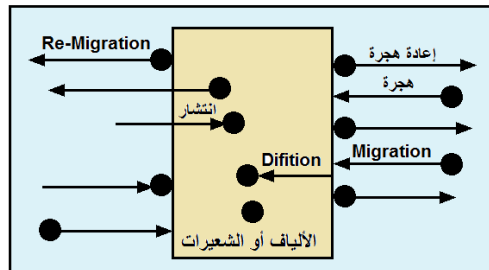 Re-Migration
إعادة هجرة
هجرة
انتشار
Migration
Difition
الألياف أو الشعيرات